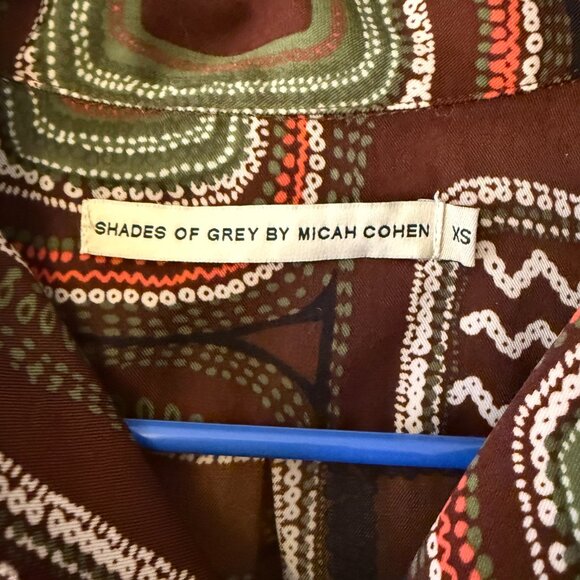 SHADES OF GREY BY MICAH COHEN
XS